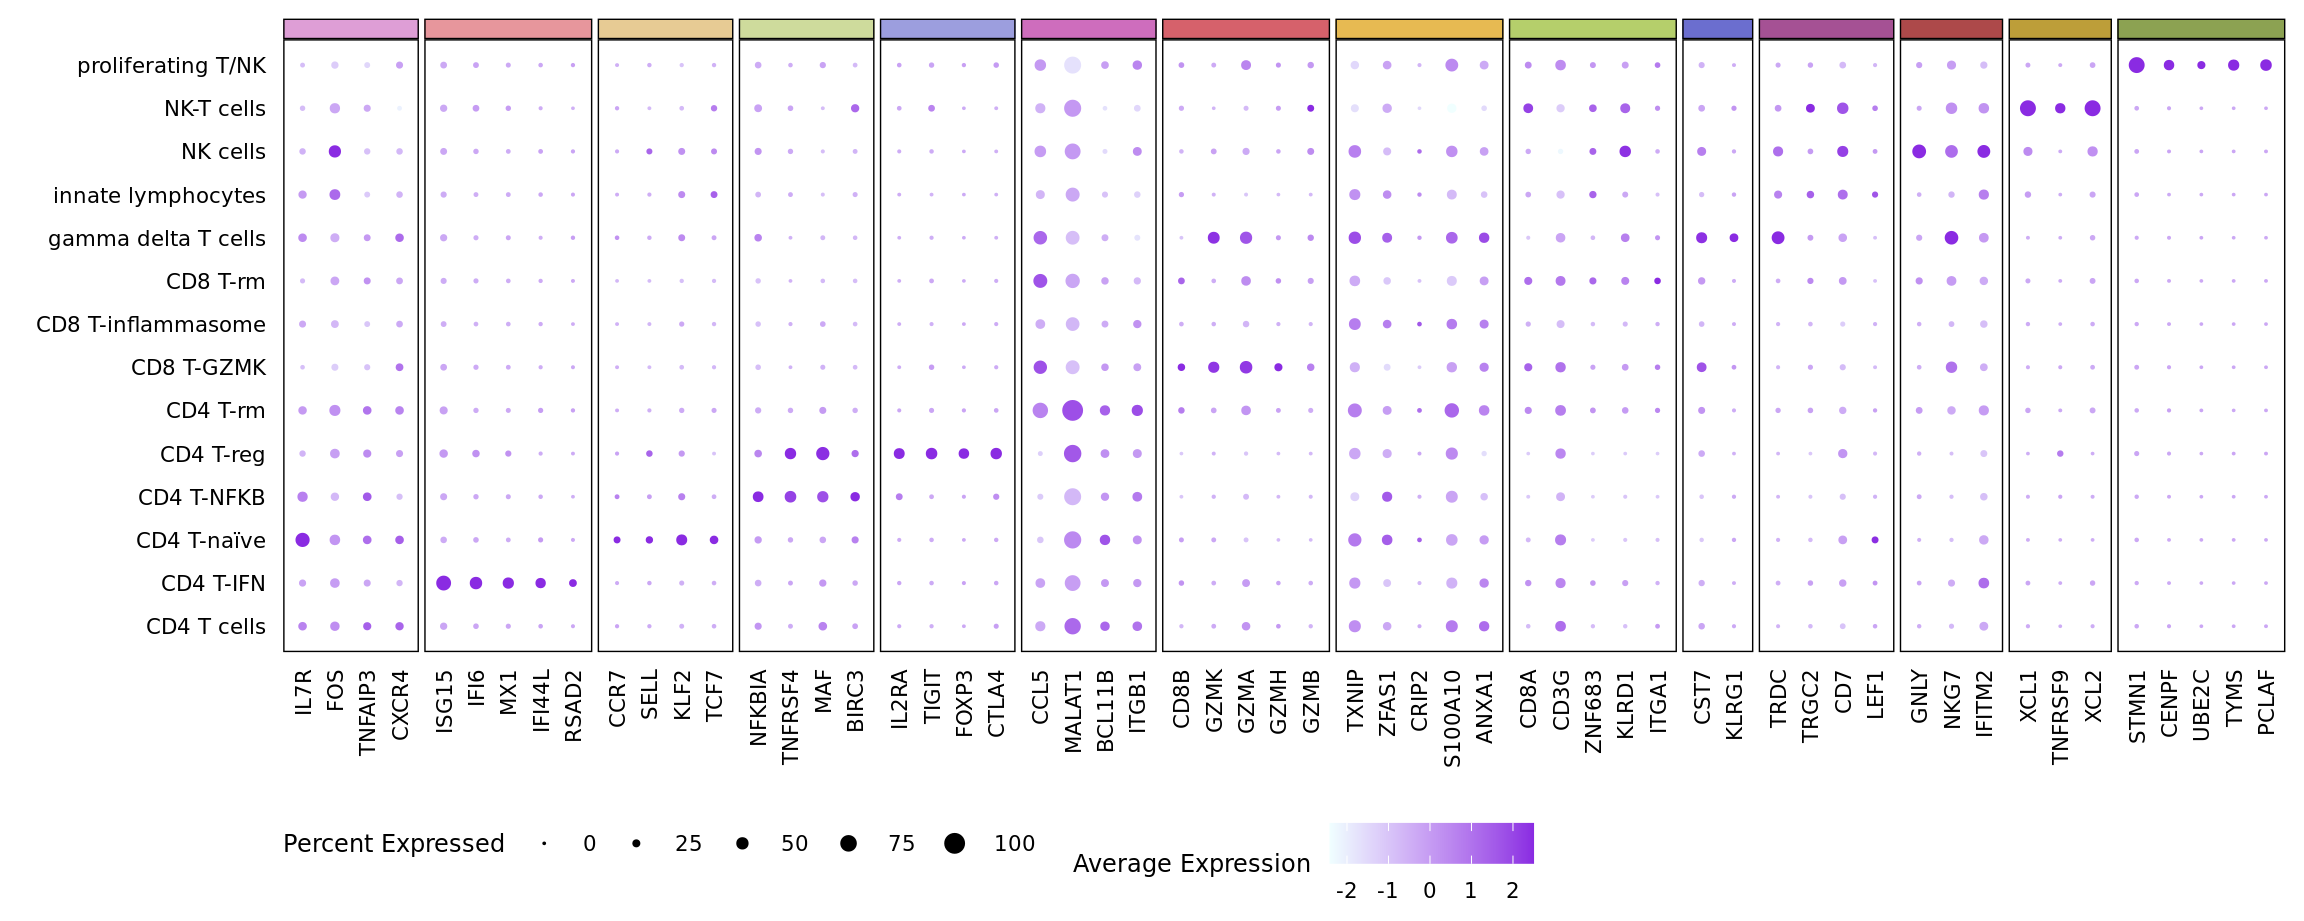 proliferating T/NK
NK-T cells
NK cells
innate lymphocytes
gamma delta T cells
CD8 T-rm
CD8 T-inflammasome
CD8 T-GZMK
CD4 T-rm
CD4 T-reg
CD4 T-NFKB
CD4 T-naïve
CD4 T-IFN
CD4 T cells
IL7R
FOS
TNFAIP3
CXCR4
ISG15
IFI6
MX1
IFI44L
RSAD2
CCR7
SELL
KLF2
TCF7
NFKBIA
TNFRSF4
MAF
BIRC3
IL2RA
TIGIT
FOXP3
CTLA4
CCL5
MALAT1
BCL11B
ITGB1
CD8B
GZMK
GZMA
GZMH
GZMB
TXNIP
ZFAS1
CRIP2
S100A10
ANXA1
CD8A
CD3G
ZNF683
KLRD1
ITGA1
CST7
KLRG1
TRDC
TRGC2
CD7
LEF1
GNLY
NKG7
IFITM2
XCL1
TNFRSF9
XCL2
STMN1
CENPF
UBE2C
TYMS
PCLAF
Percent Expressed 0 25 50 75 100
Average Expression
-2 -1 0 1 2